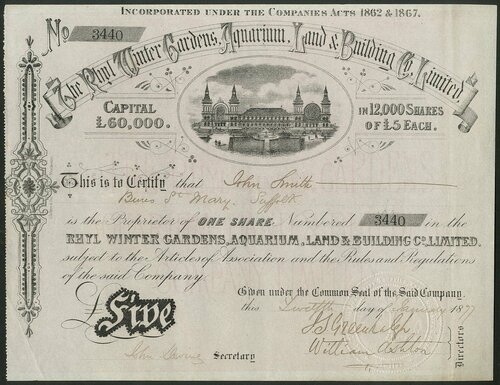 INCORPORATED UNDER THE COMPANIES ACTS 1862 & 1867.
No 3440
The Rhyl Winter Gardens, Aquarium, Land & Building Co. Limited.
CAPITAL £60,000.
IN 12,000 SHARES OF £5 EACH.
This is to Certify that John Smith
Bures St Mary. Suffolk
is the Proprietor of ONE SHARE Numbered 3440 in the
RHYL WINTER GARDENS, AQUARIUM, LAND & BUILDING CO. LIMITED.
subject to the Articles of Association and the Rules and Regulations
of the said Company.
Given under the Common Seal of the Said Company.
£Five
this Twelfth day of January 1877
William Ashton
Directors.
John Secretary